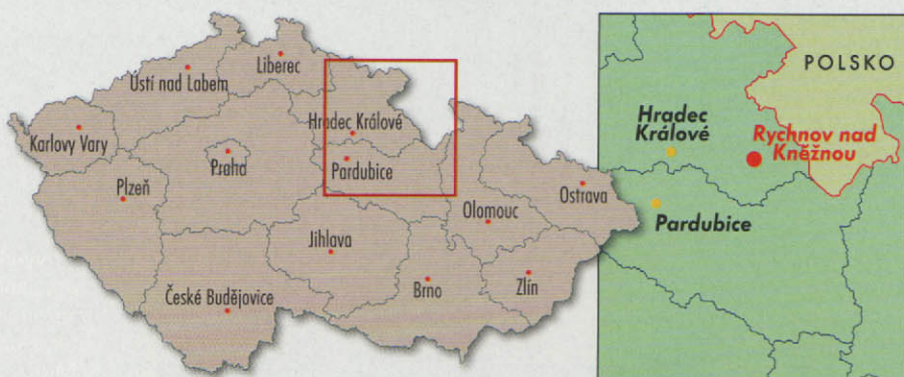 Liberec
Ústí nad Labem
Karlovy Vary
Hradec Králové
Praha
Pardubice
Plzeň
Olomouc
Ostrava
Jihlava
Brno
Zlín
České Budějovice
POLSKO
Hradec
Králové
Rychnov nad
Kněžnou
Pardubice